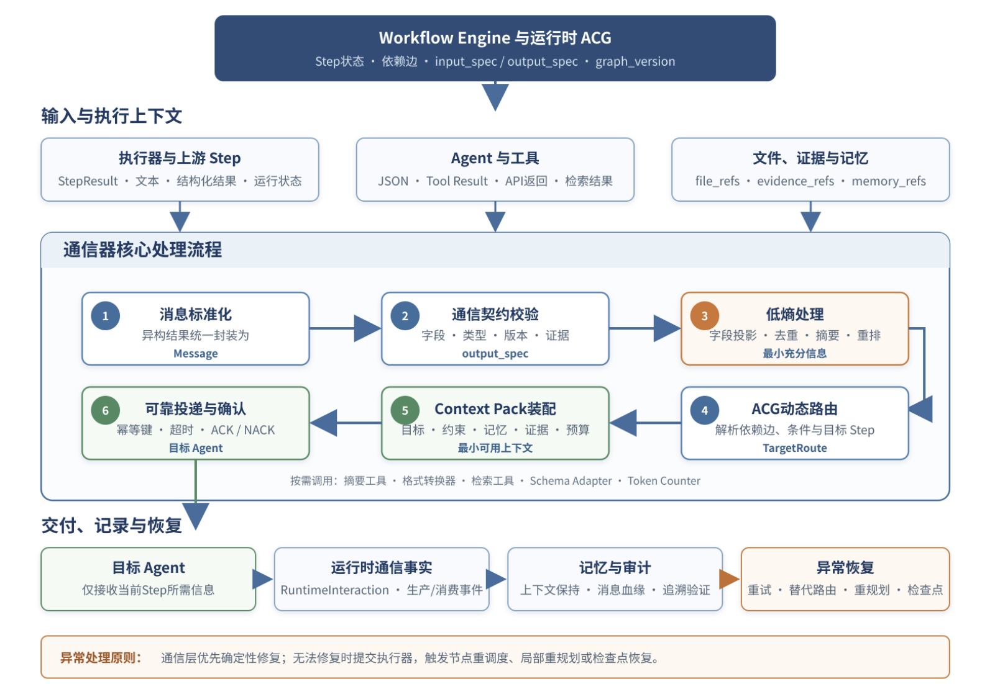 Workflow Engine 与运行时 ACG
Step状态 · 依赖边 · input_spec / output_spec · graph_version
输入与执行上下文
执行器与上游 Step
StepResult · 文本 · 结构化结果 · 运行状态
Agent 与工具
JSON · Tool Result · API返回 · 检索结果
文件、证据与记忆
file_refs · evidence_refs · memory_refs
通信器核心处理流程
1
消息标准化
异构结果统一封装为
Message
2
通信契约校验
字段 · 类型 · 版本 · 证据
output_spec
3
低熵处理
字段投影 · 去重 · 摘要 · 重排
最小充分信息
4
ACG动态路由
解析依赖边、条件与目标 Step
TargetRoute
5
Context Pack装配
目标 · 约束 · 记忆 · 证据 · 预算
最小可用上下文
6
可靠投递与确认
幂等键 · 超时 · ACK / NACK
目标 Agent
按需调用：摘要工具 · 格式转换器 · 检索工具 · Schema Adapter · Token Counter
交付、记录与恢复
目标 Agent
仅接收当前Step所需信息
运行时通信事实
RuntimeInteraction · 生产/消费事件
记忆与审计
上下文保持 · 消息血缘 · 追溯验证
异常恢复
重试 · 替代路由 · 重规划 · 检查点
异常处理原则： 通信层优先确定性修复；无法修复时提交执行器，触发节点重调度、局部重规划或检查点恢复。